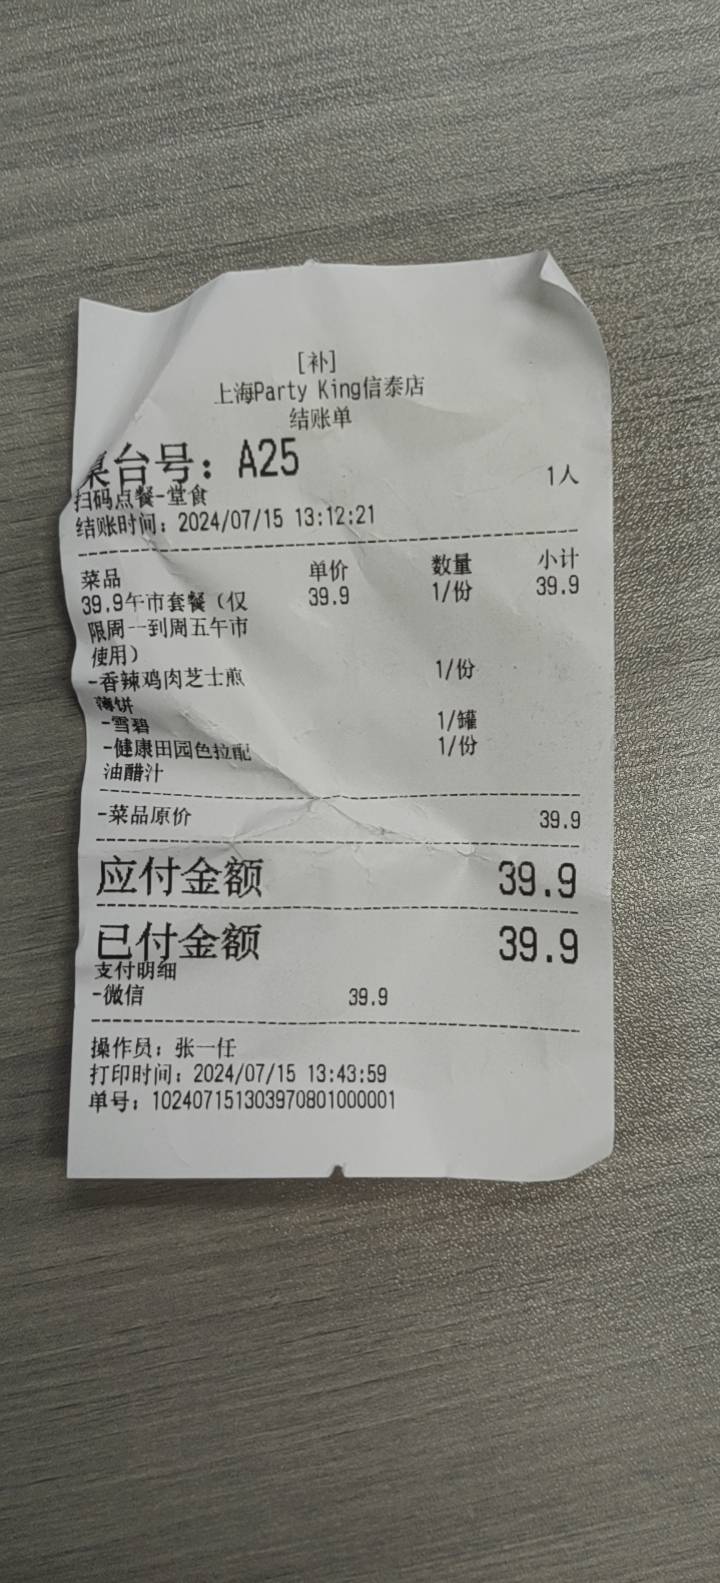 [补]
上海Party King信泰店
结账单
桌台号：A25
1人
扫码点餐-堂食
结账时间：2024/07/15 13:12:21
菜品 单价 数量 小计
39.9午市套餐（仅 39.9 1/份 39.9
限周一到周五午市
使用）
-香辣鸡肉芝士煎 1/份
薄饼
-雪碧 1/罐
-健康田园色拉配 1/份
油醋汁
-菜品原价 39.9
应付金额 39.9
已付金额 39.9
支付明细
-微信 39.9
操作员：张一任
打印时间：2024/07/15 13:43:59
单号：102407151303970801000001